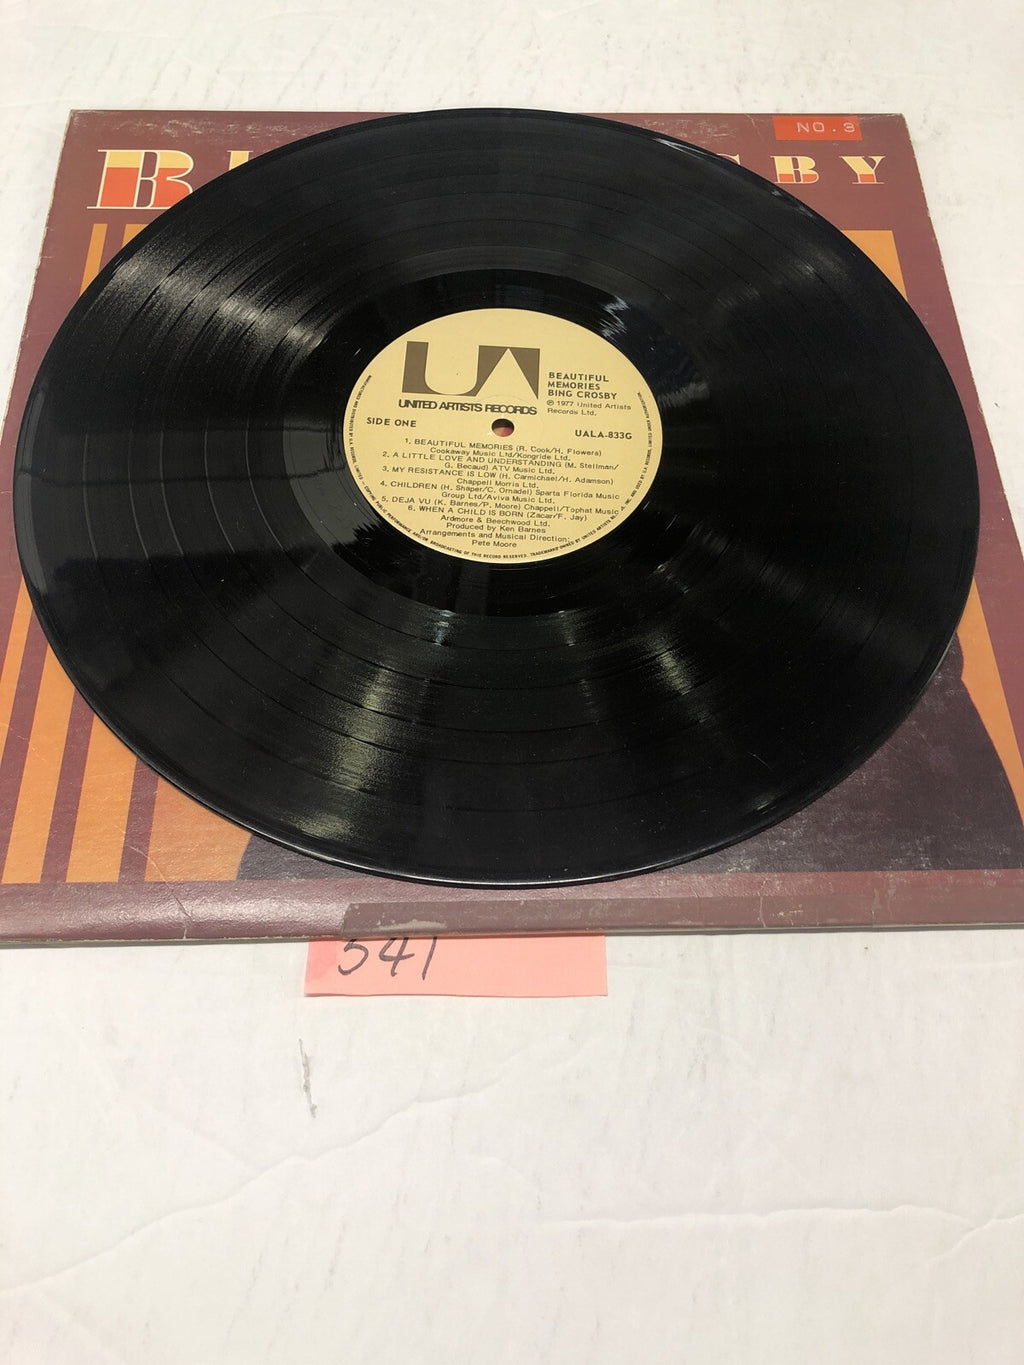 NO. 3
B
SBY
UA
UNITED ARTISTS RECORDS
BEAUTIFUL
MEMORIES
BING CROSBY
℗ 1977 United Artists
Records Ltd.
SIDE ONE
UALA-833G
1. BEAUTIFUL MEMORIES (R. Cook/H. Flowers)
Cookaway Music Ltd/Kongride Ltd.
2. A LITTLE LOVE AND UNDERSTANDING (M. Stellman/
G. Becaud) ATV Music Ltd.
3. MY RESISTANCE IS LOW (H. Carmichael/H. Adamson)
Chappell Morris Ltd.
4. CHILDREN (H. Shaper/C. Ornadel) Sparta Florida Music
Group Ltd/Aviva Music Ltd.
5. DEJA VU (K. Barnes/P. Moore) Chappell/Tophat Music
6. WHEN A CHILD IS BORN (Zacar/F. Jay)
Ardmore & Beechwood Ltd.
Produced by Ken Barnes
Arrangements and Musical Direction:
Pete Moore
541